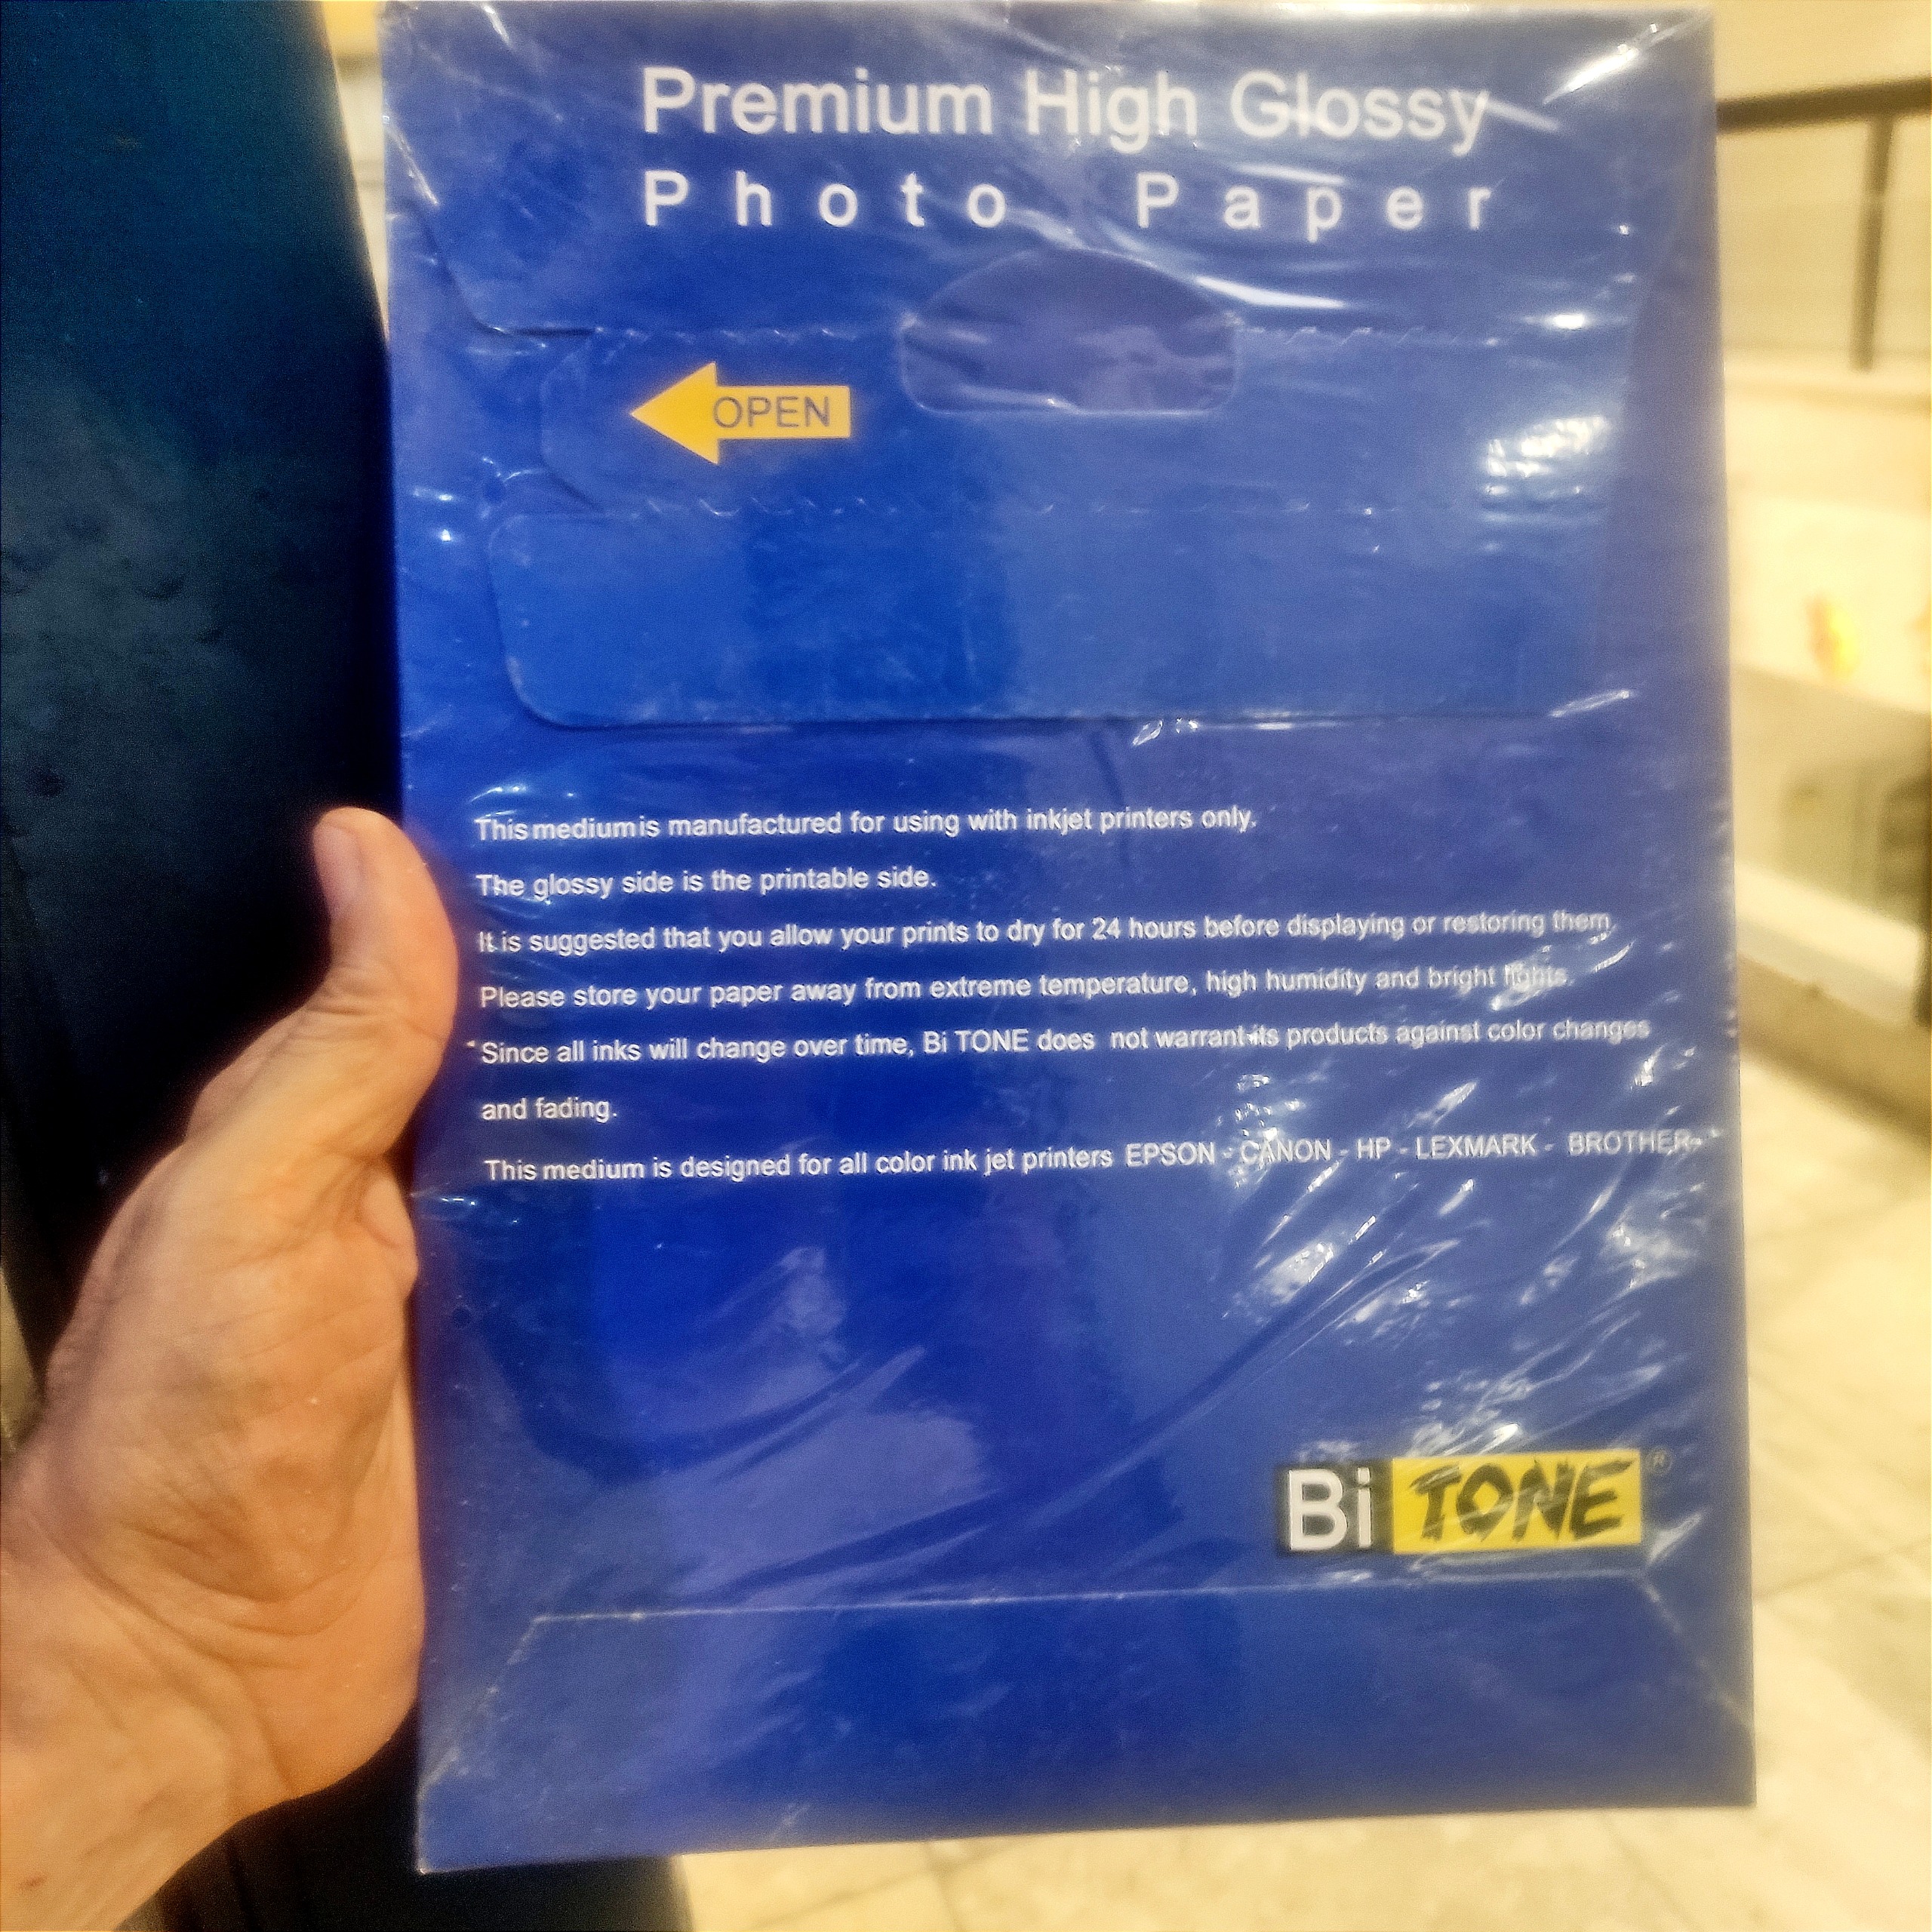 Premium High Glossy
Photo Paper
OPEN
This medium is manufactured for using with inkjet printers only.
The glossy side is the printable side.
It is suggested that you allow your prints to dry for 24 hours before displaying or restoring them.
Please store your paper away from extreme temperature, high humidity and bright lights.
Since all inks will change over time, Bi TONE does not warrant its products against color changes
and fading.
This medium is designed for all color ink jet printers EPSON - CANON - HP - LEXMARK - BROTHER-
Bi TONE ®